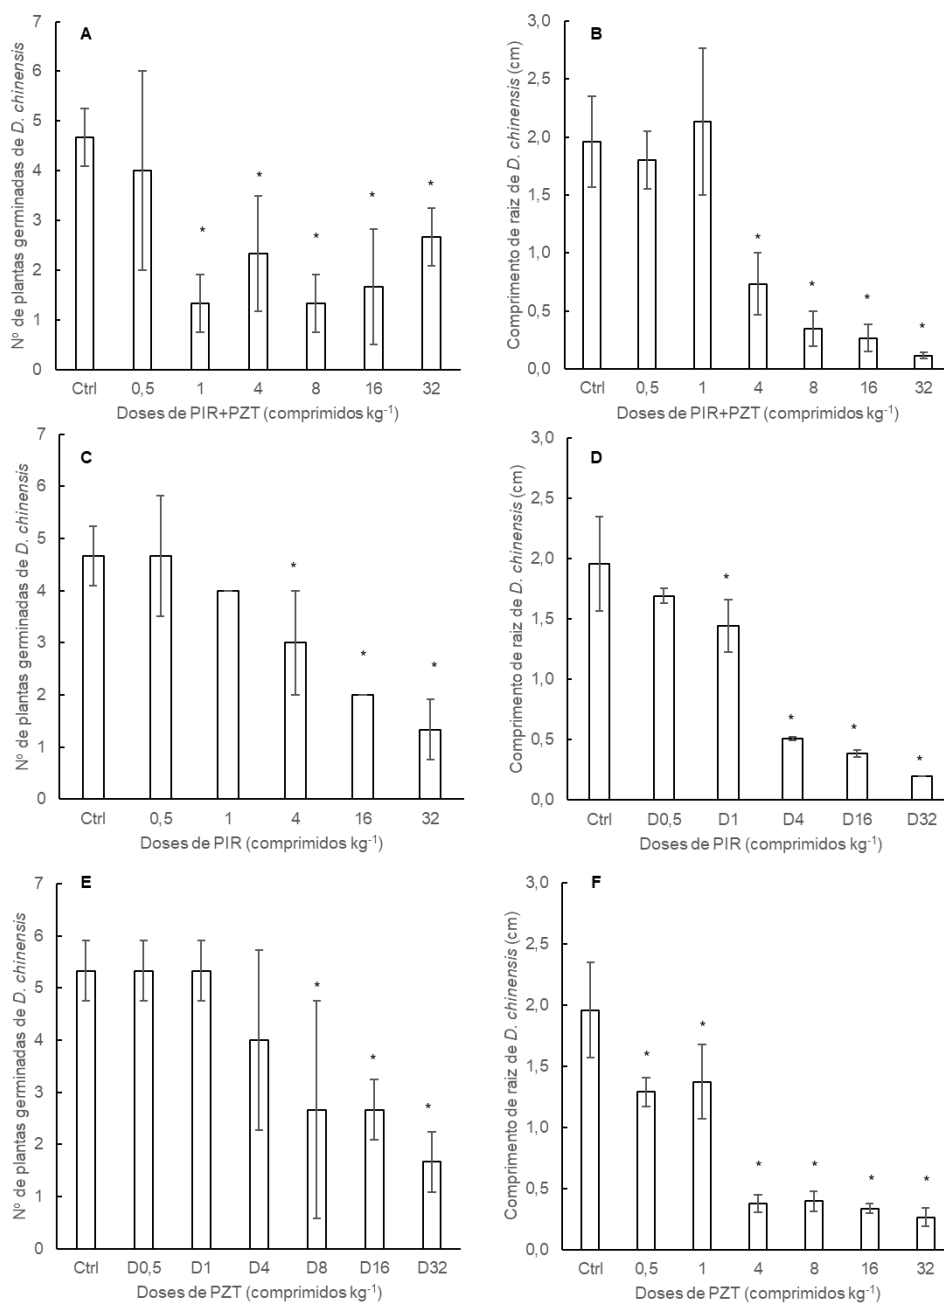 A
Nº de plantas germinadas de D. chinensis
7
6
5
4
3
2
1
0
* * * * *
Ctrl 0,5 1 4 8 16 32
Doses de PIR+PZT (comprimidos kg-1)
B
Comprimento de raiz de D. chinensis (cm)
3,0
2,5
2,0
1,5
1,0
0,5
0,0
* * * *
Ctrl 0,5 1 4 8 16 32
Doses de PIR+PZT (comprimidos kg-1)
C
Nº de plantas germinadas de D. chinensis
7
6
5
4
3
2
1
0
* * *
Ctrl 0,5 1 4 16 32
Doses de PIR (comprimidos kg-1)
D
Comprimento de raiz de D. chinensis (cm)
3,0
2,5
2,0
1,5
1,0
0,5
0,0
* * * *
Ctrl D0,5 D1 D4 D16 D32
Doses de PIR (comprimidos kg-1)
E
Nº de plantas germinadas de D. chinensis
7
6
5
4
3
2
1
0
* * *
Ctrl D0,5 D1 D4 D8 D16 D32
Doses de PZT (comprimidos kg-1)
F
Comprimento de raiz de D. chinensis (cm)
3,0
2,5
2,0
1,5
1,0
0,5
0,0
* * * * * *
Ctrl 0,5 1 4 8 16 32
Doses de PZT (comprimidos kg-1)